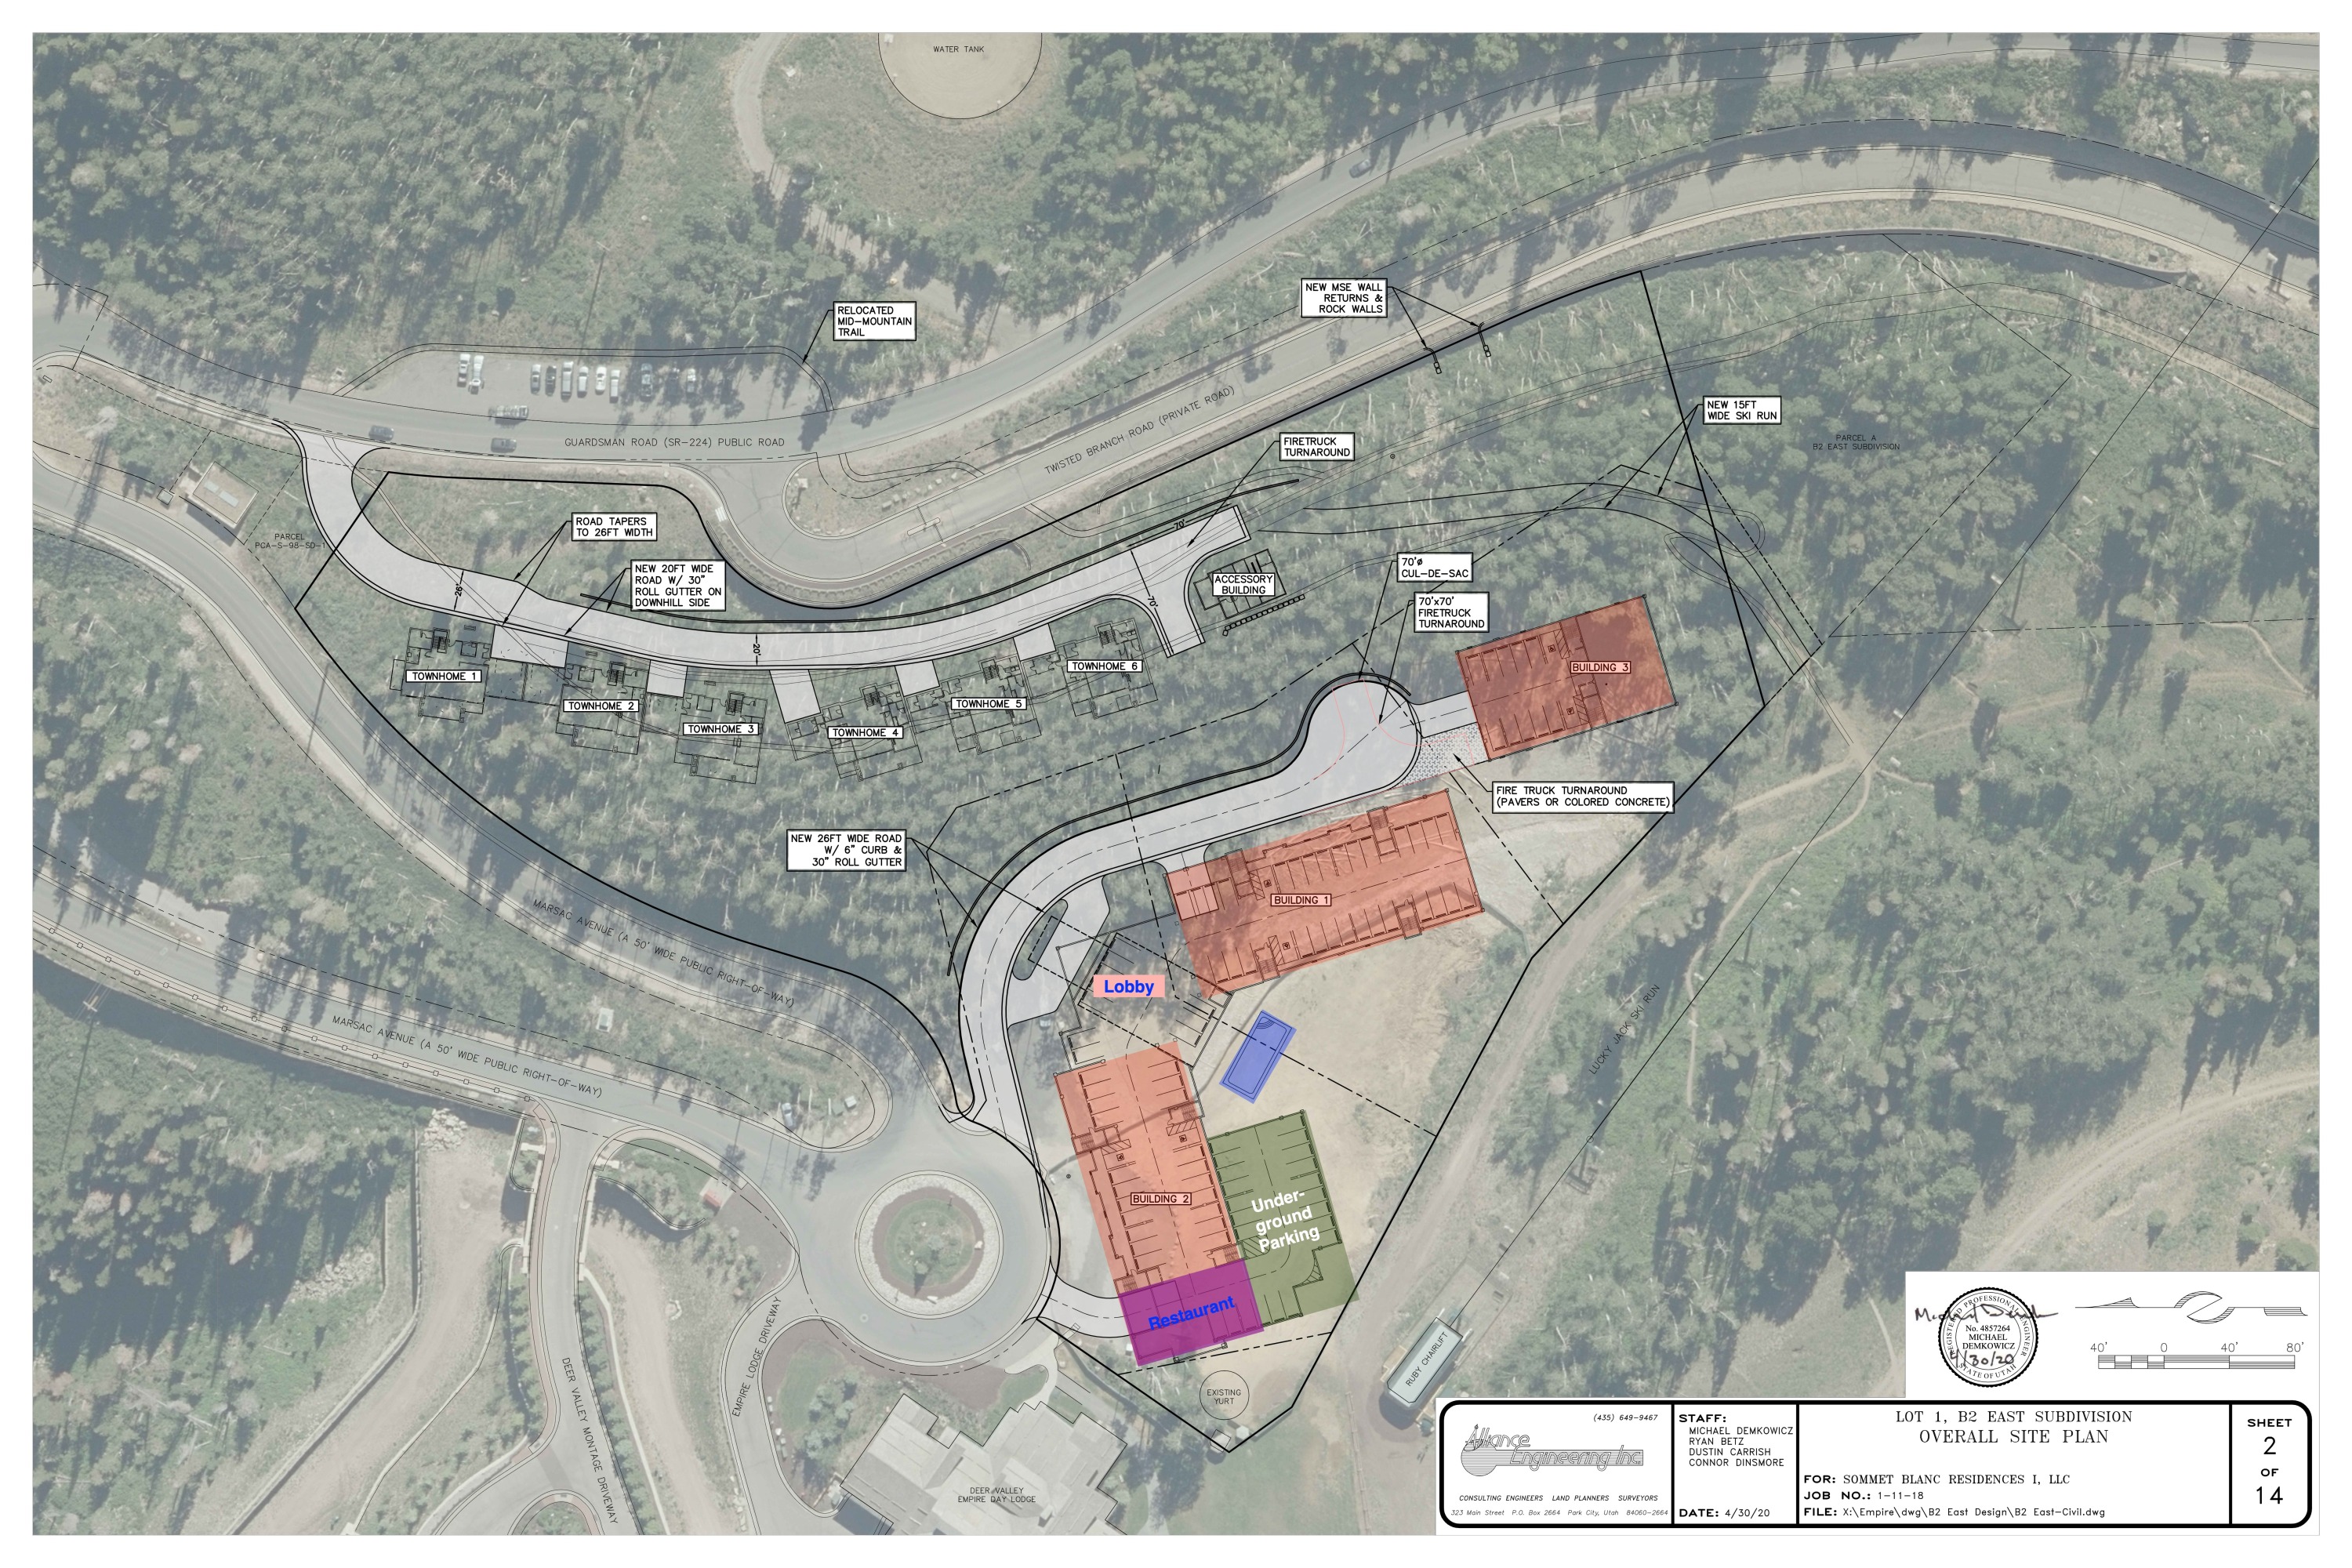 WATER TANK
NEW MSE WALL
RETURNS &
ROCK WALLS
RELOCATED
MID-MOUNTAIN
TRAIL
NEW 15FT
WIDE SKI RUN
PARCEL A
B2 EAST SUBDIVISION
GUARDSMAN ROAD (SR-224) PUBLIC ROAD
TWISTED BRANCH ROAD (PRIVATE ROAD)
FIRETRUCK
TURNAROUND
70'
ROAD TAPERS
TO 26FT WIDTH
PARCEL
PCA-S-98-SD-1
NEW 20FT WIDE
ROAD W/ 30"
ROLL GUTTER ON
DOWNHILL SIDE
26'
20'
70'
ACCESSORY
BUILDING
70'ø
CUL-DE-SAC
70'x70'
FIRETRUCK
TURNAROUND
TOWNHOME 1
TOWNHOME 2
TOWNHOME 3
TOWNHOME 4
TOWNHOME 5
TOWNHOME 6
BUILDING 3
FIRE TRUCK TURNAROUND
(PAVERS OR COLORED CONCRETE)
NEW 26FT WIDE ROAD
W/ 6" CURB &
30" ROLL GUTTER
BUILDING 1
MARSAC AVENUE (A 50' WIDE PUBLIC RIGHT-OF-WAY)
Lobby
MARSAC AVENUE (A 50' WIDE PUBLIC RIGHT-OF-WAY)
LUCKY JACK SKI RUN
BUILDING 2
Under-
ground
Parking
Restaurant
EMPIRE LODGE DRIVEWAY
DEER VALLEY MONTAGE DRIVEWAY
RUBY CHAIRLIFT
EXISTING
YURT
DEER VALLEY
EMPIRE DAY LODGE
REGISTERED PROFESSIONAL ENGINEER
No. 4857264
MICHAEL
DEMKOWICZ
4/30/20
STATE OF UTAH
40' 0 40' 80'
(435) 649-9467
Alliance
Engineering Inc.
CONSULTING ENGINEERS LAND PLANNERS SURVEYORS
323 Main Street P.O. Box 2664 Park City, Utah 84060-2664
STAFF:
MICHAEL DEMKOWICZ
RYAN BETZ
DUSTIN CARRISH
CONNOR DINSMORE
DATE: 4/30/20
LOT 1, B2 EAST SUBDIVISION
OVERALL SITE PLAN
FOR: SOMMET BLANC RESIDENCES I, LLC
JOB NO.: 1-11-18
FILE: X:\Empire\dwg\B2 East Design\B2 East-Civil.dwg
SHEET
2
OF
14